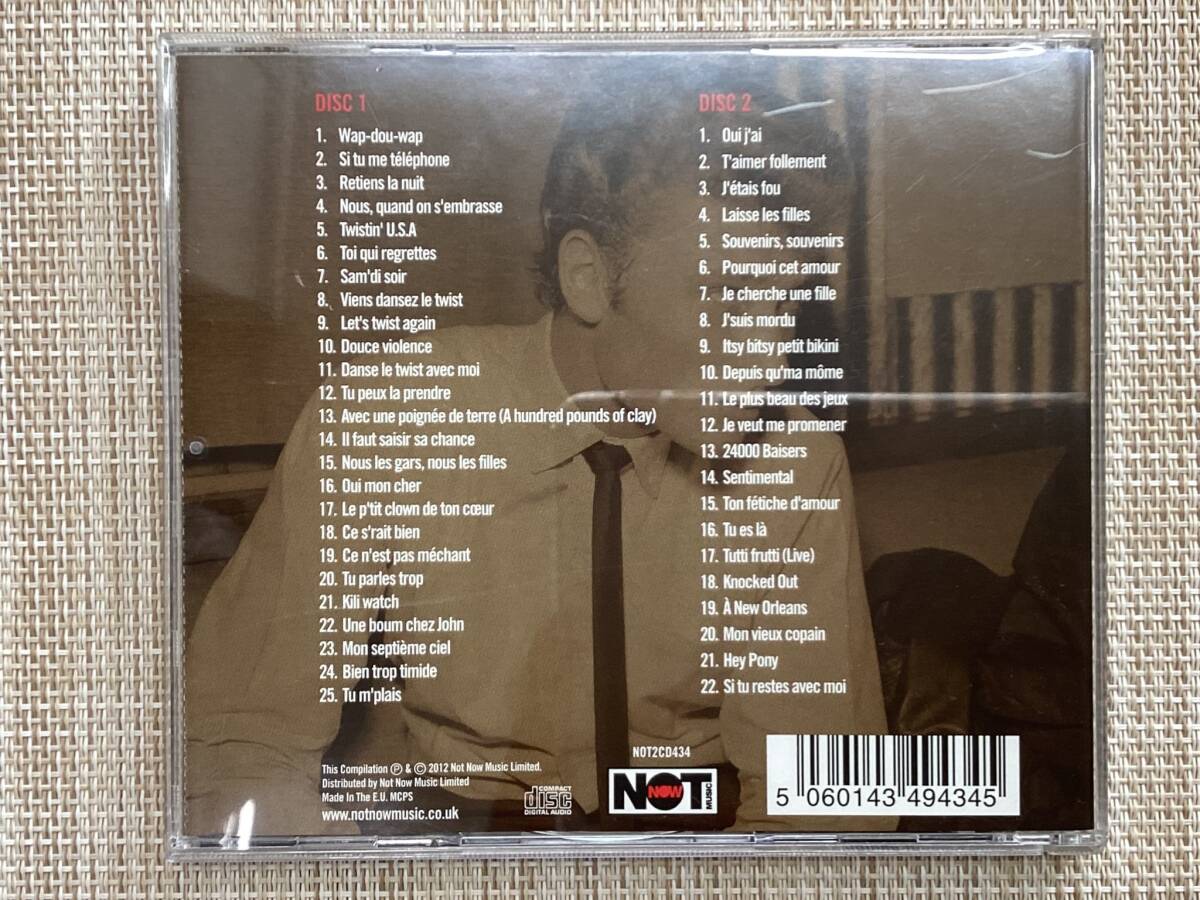 DISC 1
1. Wap-dou-wap
2. Si tu me téléphone
3. Retiens la nuit
4. Nous, quand on s'embrasse
5. Twistin' U.S.A
6. Toi qui regrettes
7. Sam'di soir
8. Viens dansez le twist
9. Let's twist again
10. Douce violence
11. Danse le twist avec moi
12. Tu peux la prendre
13. Avec une poignée de terre (A hundred pounds of clay)
14. Il faut saisir sa chance
15. Nous les gars, nous les filles
16. Oui mon cher
17. Le p'tit clown de ton cœur
18. Ce s'rait bien
19. Ce n'est pas méchant
20. Tu parles trop
21. Kili watch
22. Une boum chez John
23. Mon septième ciel
24. Bien trop timide
25. Tu m'plais
DISC 2
1. Oui j'ai
2. T'aimer follement
3. J'étais fou
4. Laisse les filles
5. Souvenirs, souvenirs
6. Pourquoi cet amour
7. Je cherche une fille
8. J'suis mordu
9. Itsy bitsy petit bikini
10. Depuis qu'ma môme
11. Le plus beau des jeux
12. Je veut me promener
13. 24000 Baisers
14. Sentimental
15. Ton fétiche d'amour
16. Tu es là
17. Tutti frutti (Live)
18. Knocked Out
19. À New Orleans
20. Mon vieux copain
21. Hey Pony
22. Si tu restes avec moi
This Compilation Ⓟ & © 2012 Not Now Music Limited.
Distributed by Not Now Music Limited
Made In The E.U. MCPS
www.notnowmusic.co.uk
COMPACT
disc
DIGITAL AUDIO
NOT2CD434
NOT
NOW
MUSIC
5 060143 494345